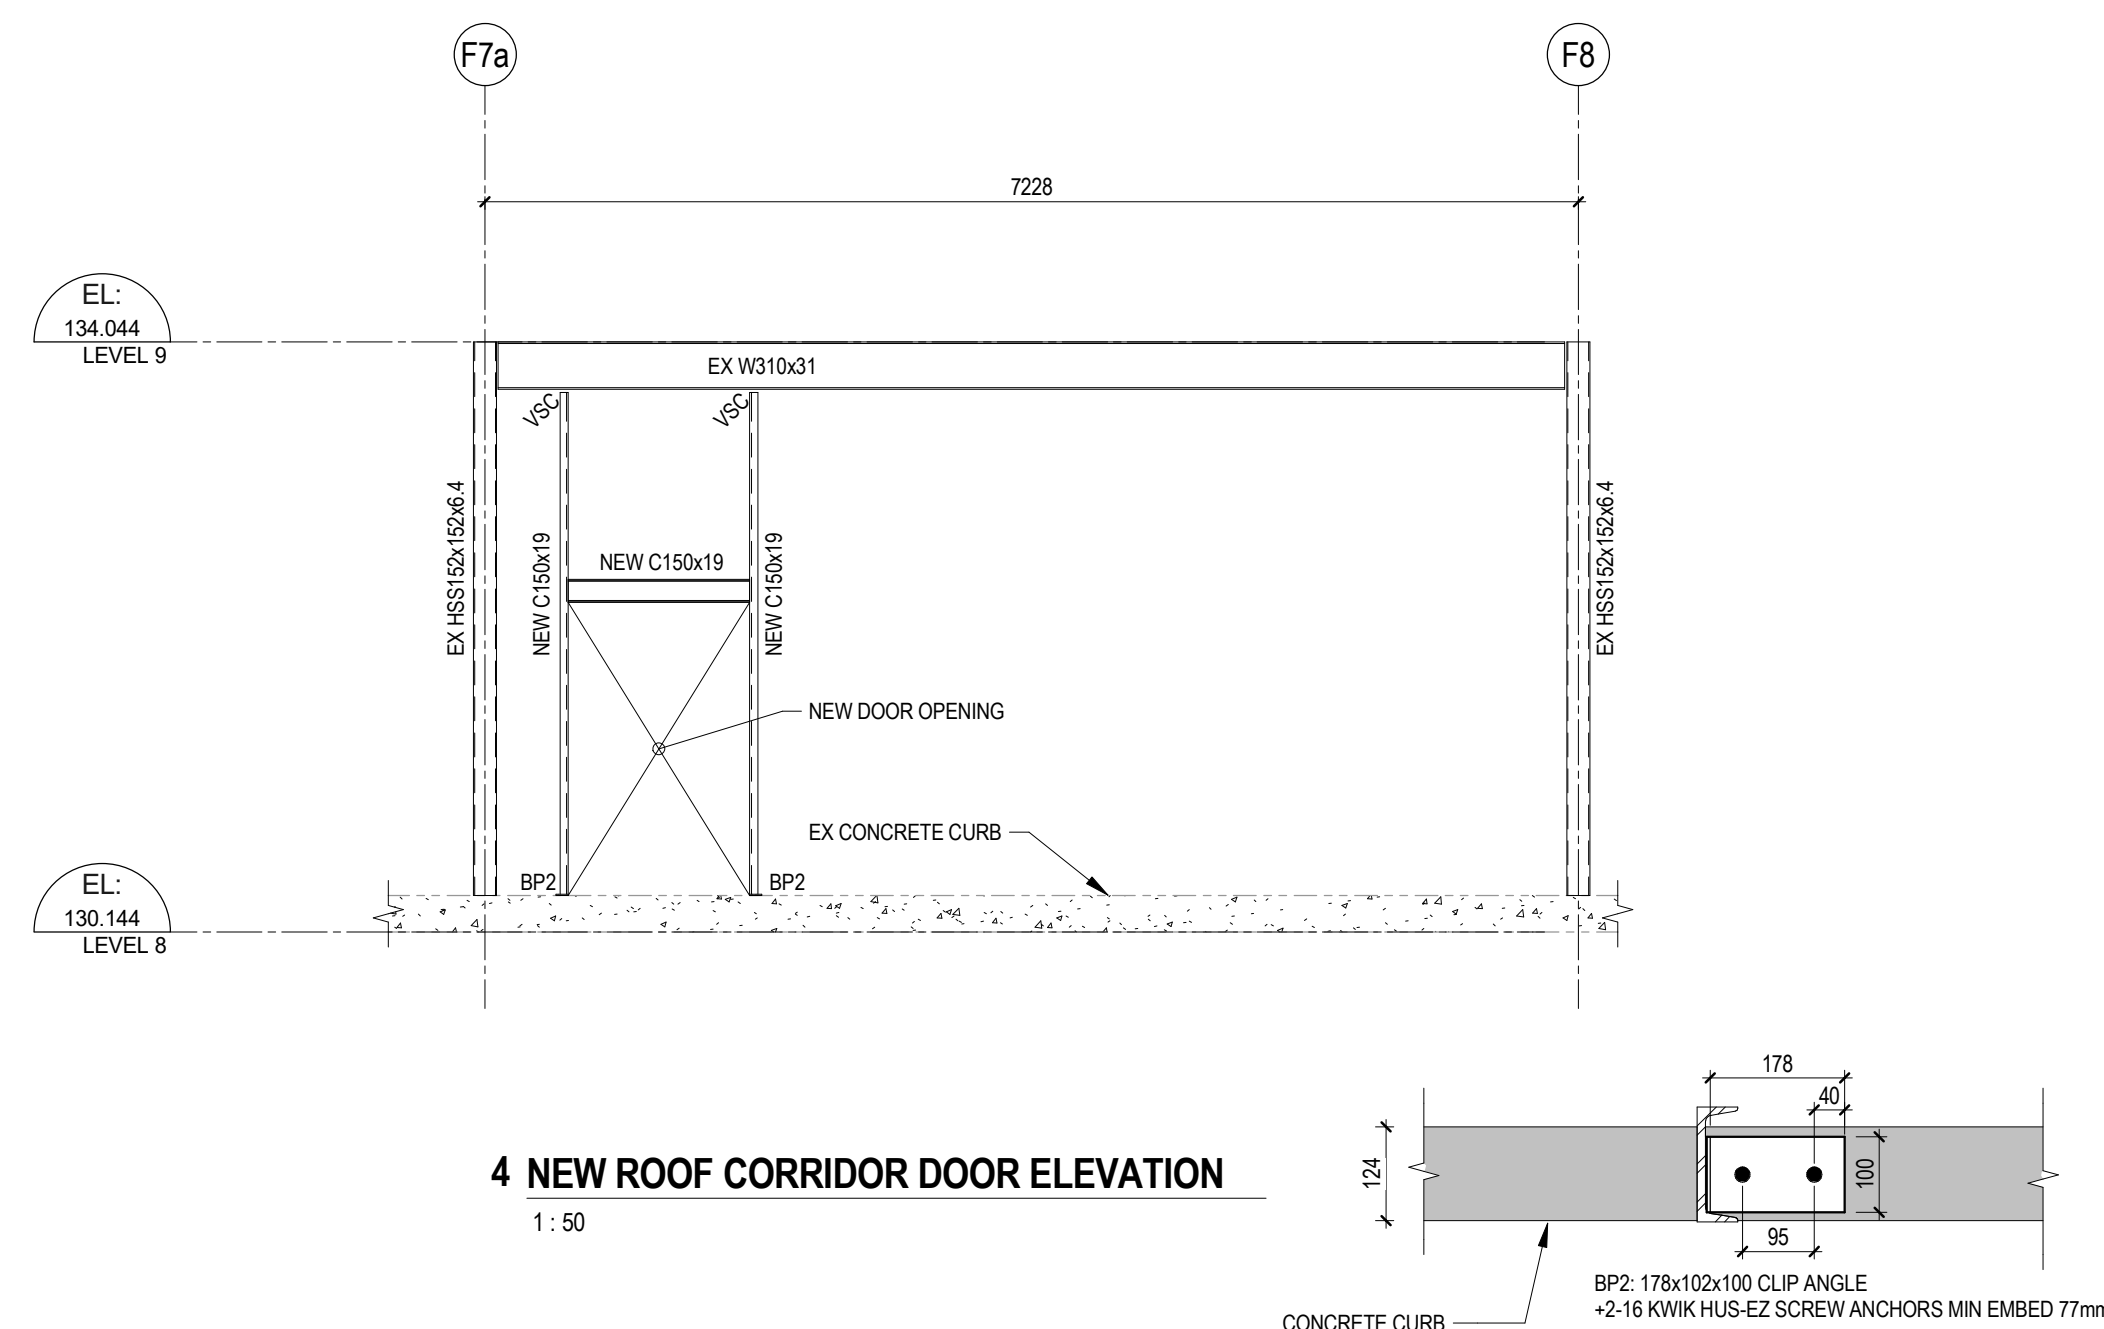 F7a
F8
7228
EL:
134.044
LEVEL 9
EX W310x31
VSC
VSC
EX HSS152x152x6.4
NEW C150x19
NEW C150x19
NEW C150x19
EX HSS152x152x6.4
NEW DOOR OPENING
EX CONCRETE CURB
BP2
BP2
EL:
130.144
LEVEL 8
4 NEW ROOF CORRIDOR DOOR ELEVATION
1 : 50
178
40
124
100
95
BP2: 178x102x100 CLIP ANGLE
+2-16 KWIK HUS-EZ SCREW ANCHORS MIN EMBED 77mm
CONCRETE CURB